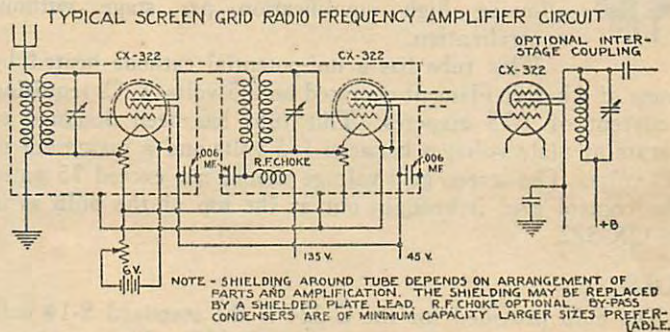 TYPICAL SCREEN GRID RADIO FREQUENCY AMPLIFIER CIRCUIT
OPTIONAL INTER-
STAGE COUPLING
CX-322
CX-322
CX-322
.006
MF.
R.F.CHOKE
.006
MF
6V.
135 V.
45 V.
+B
NOTE - SHIELDING AROUND TUBE DEPENDS ON ARRANGEMENT OF
PARTS AND AMPLIFICATION. THE SHIELDING MAY BE REPLACED
BY A SHIELDED PLATE LEAD. R.F. CHOKE OPTIONAL. BY-PASS
CONDENSERS ARE OF MINIMUM CAPACITY LARGER SIZES PREFER-
[ABLE.